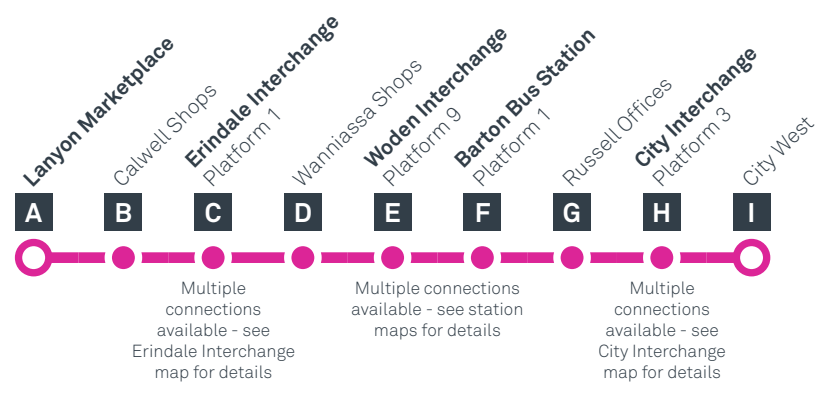 Lanyon Marketplace
Calwell Shops
Erindale Interchange
Platform 1
Wanniassa Shops
Woden Interchange
Platform 9
Barton Bus Station
Platform 1
Russell Offices
City Interchange
Platform 3
City West
A B C D E F G H I
Multiple
connections
available - see
Erindale Interchange
map for details
Multiple connections
available - see station
maps for details
Multiple
connections
available - see
City Interchange
map for details